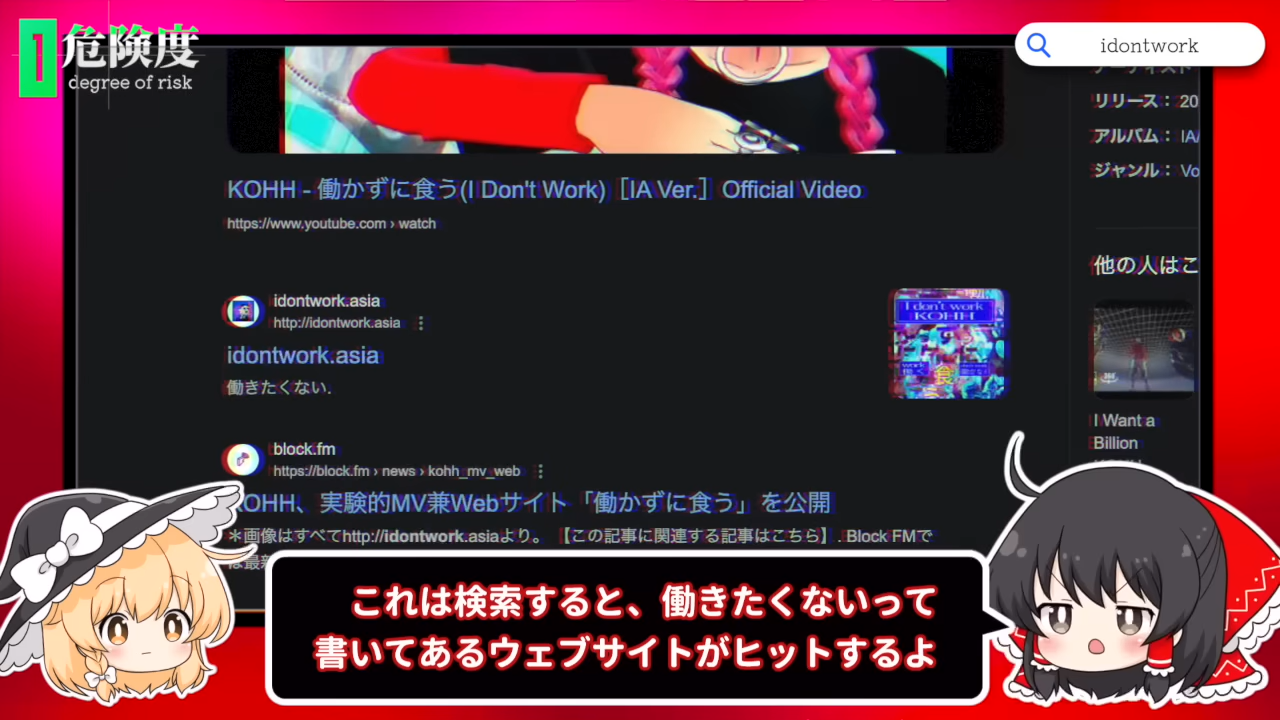 1
危険度
degree of risk
idontwork
リリース： 20
アルバム： IA/
ジャンル： Vo
KOHH - 働かずに食う(I Don't Work)［IA Ver.］ Official Video
https://www.youtube.com › watch
他の人はこ
idontwork.asia
http://idontwork.asia
idontwork.asia
働きたくない.
I don't work
KOHH
食
I Want a
Billion
block.fm
https://block.fm › news › kohh_mv_web
KOHH、実験的MV兼Webサイト「働かずに食う」を公開
＊画像はすべてhttp://idontwork.asiaより。 【この記事に関連する記事はこちら】. Block FMで
は最新
これは検索すると、働きたくないって
書いてあるウェブサイトがヒットするよ